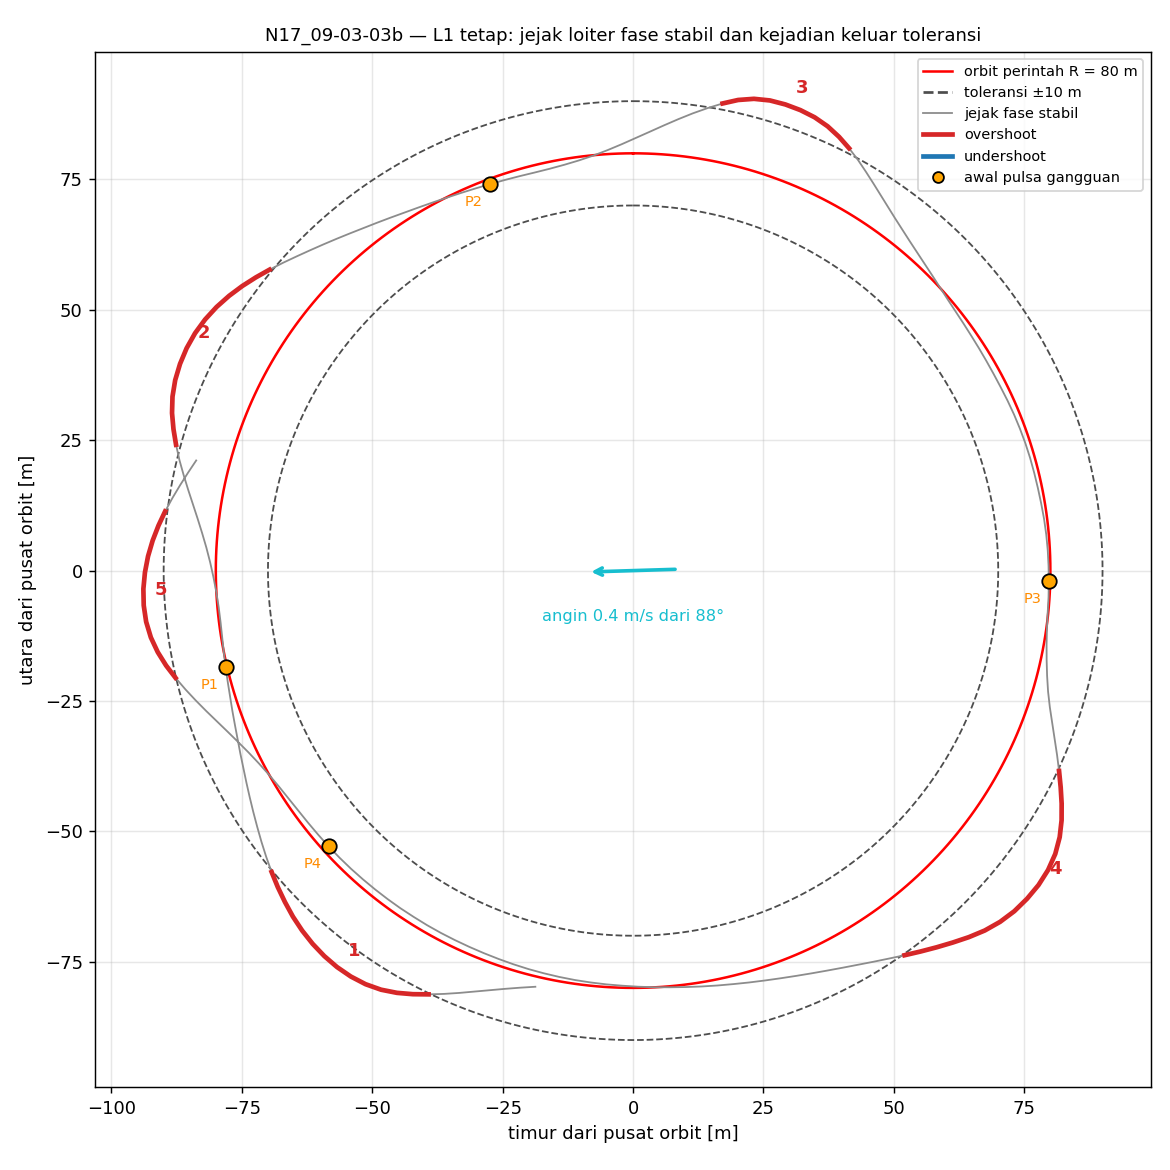 N17_09-03-03b — L1 tetap: jejak loiter fase stabil dan kejadian keluar toleransi
orbit perintah R = 80 m
toleransi ±10 m
jejak fase stabil
overshoot
undershoot
awal pulsa gangguan
3
P2
2
5
P1
P3
angin 0.4 m/s dari 88°
P4
4
1
75
50
25
0
−25
−50
−75
utara dari pusat orbit [m]
−100 −75 −50 −25 0 25 50 75
timur dari pusat orbit [m]